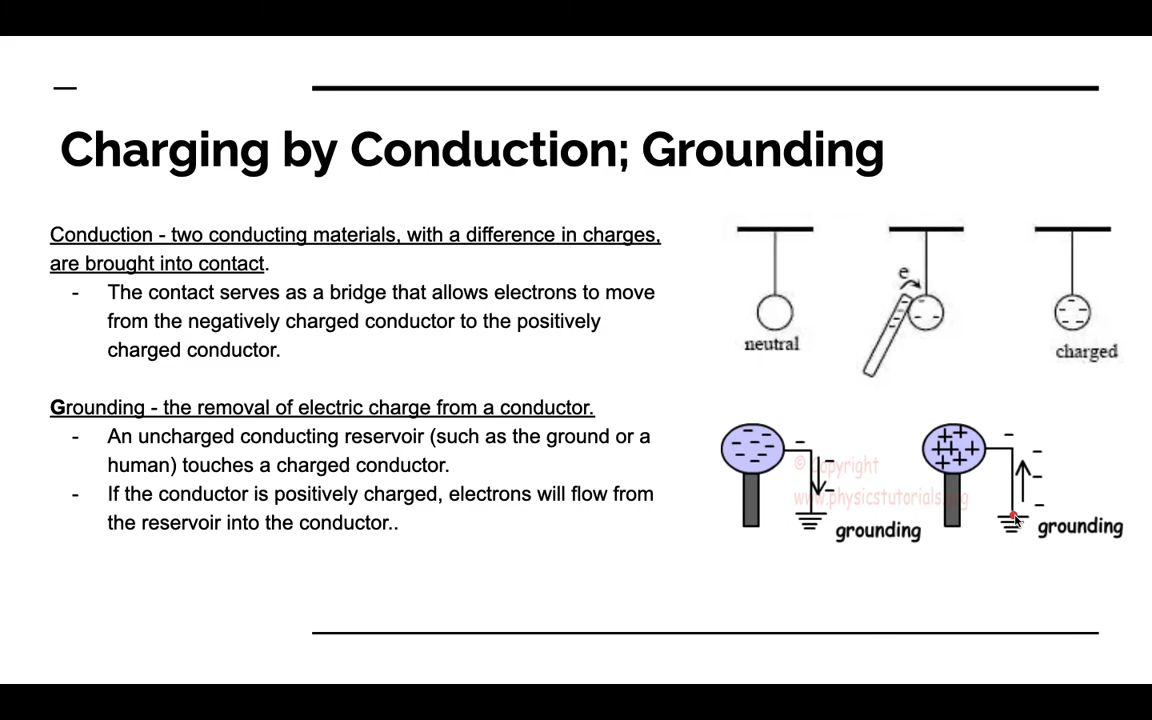 Charging by Conduction; Grounding
Conduction - two conducting materials, with a difference in charges,
are brought into contact.
- The contact serves as a bridge that allows electrons to move
from the negatively charged conductor to the positively
charged conductor.
Grounding - the removal of electric charge from a conductor.
- An uncharged conducting reservoir (such as the ground or a
human) touches a charged conductor.
- If the conductor is positively charged, electrons will flow from
the reservoir into the conductor..
e
neutral
charged
© copyright
www.physicstutorials.org
grounding
grounding